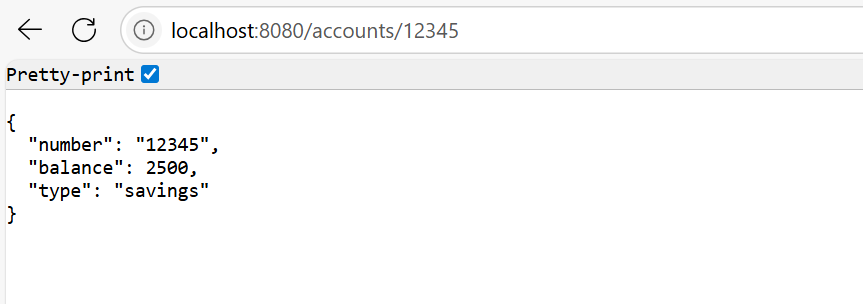 localhost:8080/accounts/12345
Pretty-print
{
  "number": "12345",
  "balance": 2500,
  "type": "savings"
}